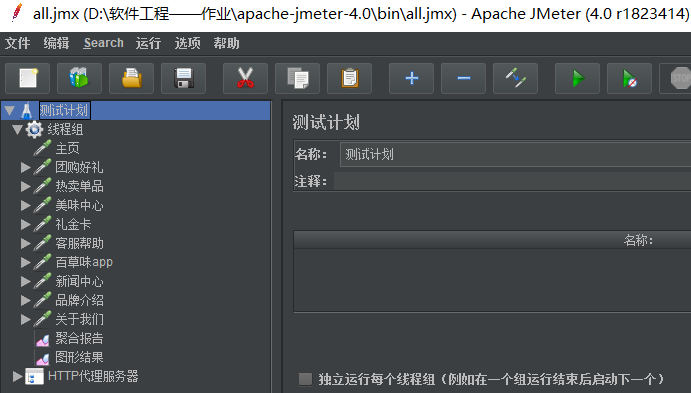 all.jmx (D:\软件工程——作业\apache-jmeter-4.0\bin\all.jmx) - Apache JMeter (4.0 r1823414)
文件 编辑 Search 运行 选项 帮助
STOP
测试计划
线程组
主页
团购好礼
热卖单品
美味中心
礼金卡
客服帮助
百草味app
新闻中心
品牌介绍
关于我们
聚合报告
图形结果
HTTP代理服务器
测试计划
名称： 测试计划
注释：
名称：
独立运行每个线程组（例如在一个组运行结束后启动下一个）